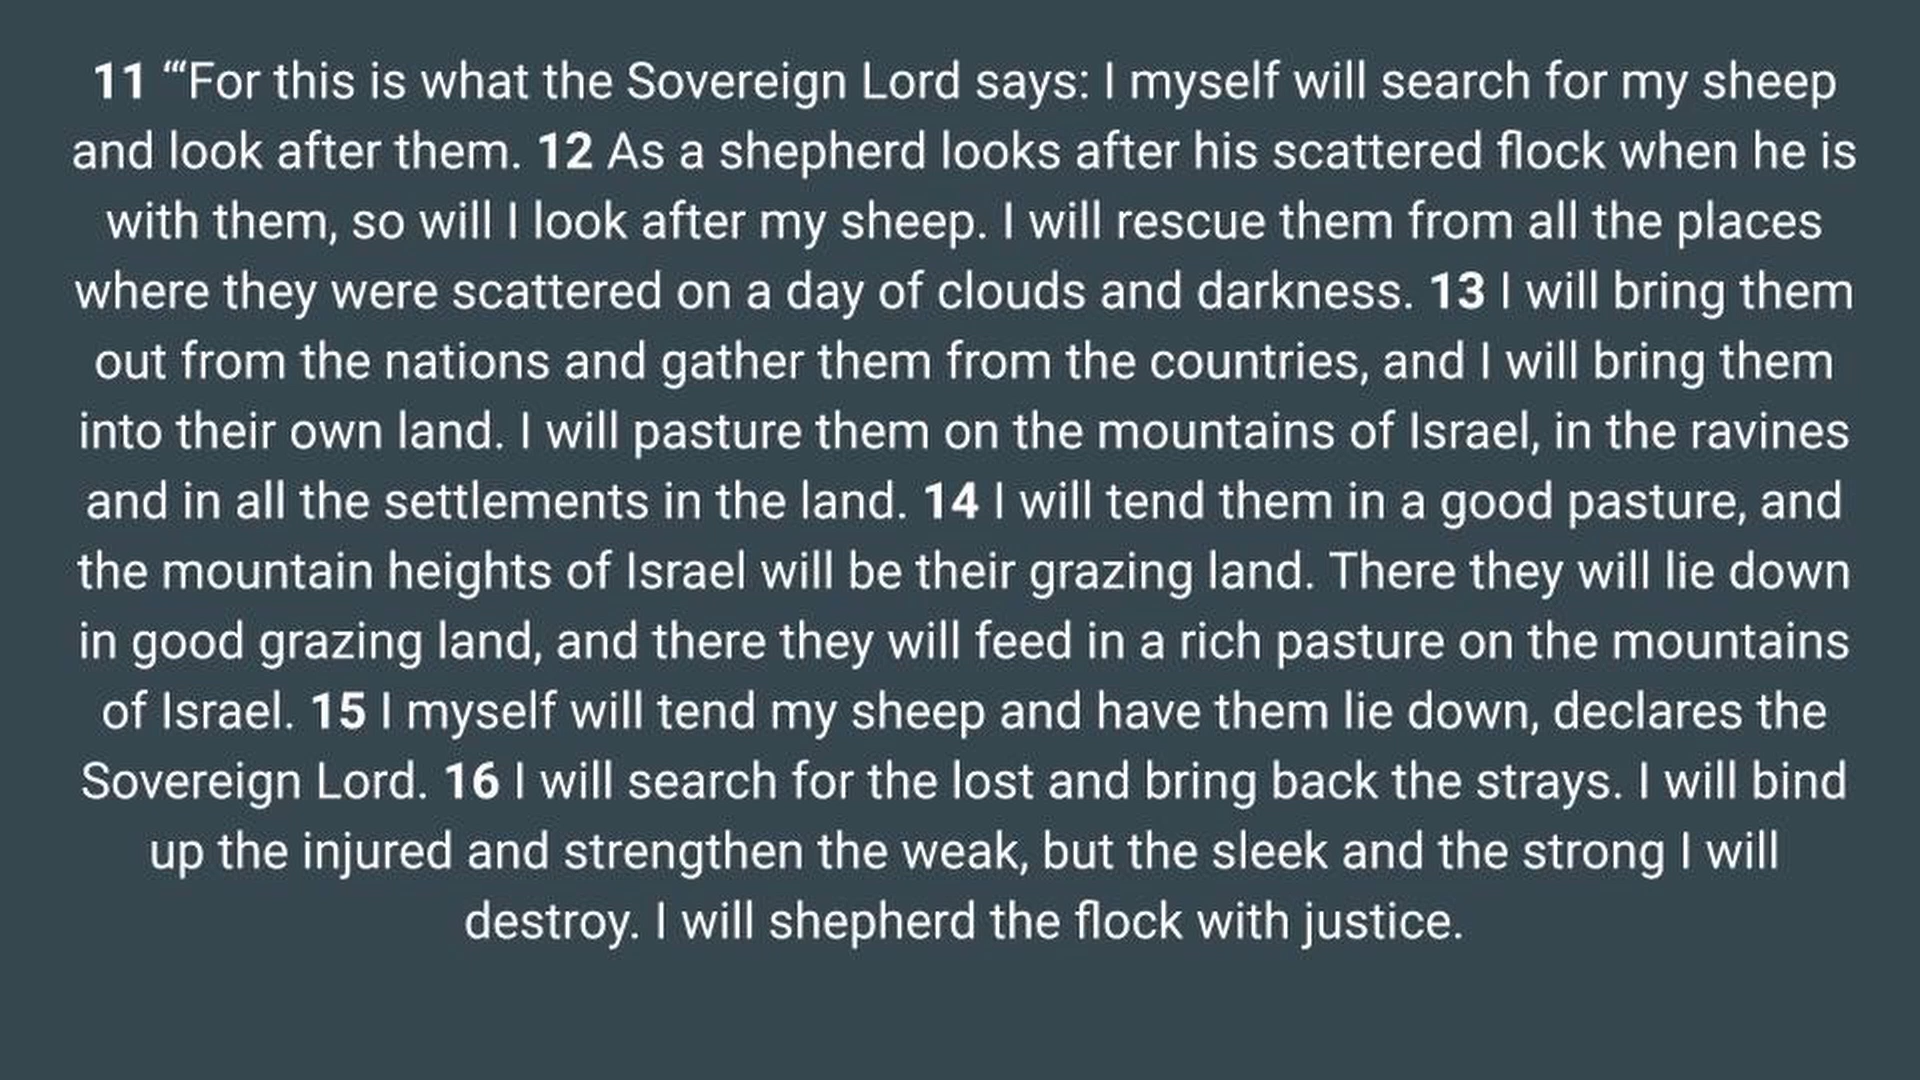 11 “‘For this is what the Sovereign Lord says: I myself will search for my sheep
and look after them. 12 As a shepherd looks after his scattered flock when he is
with them, so will I look after my sheep. I will rescue them from all the places
where they were scattered on a day of clouds and darkness. 13 I will bring them
out from the nations and gather them from the countries, and I will bring them
into their own land. I will pasture them on the mountains of Israel, in the ravines
and in all the settlements in the land. 14 I will tend them in a good pasture, and
the mountain heights of Israel will be their grazing land. There they will lie down
in good grazing land, and there they will feed in a rich pasture on the mountains
of Israel. 15 I myself will tend my sheep and have them lie down, declares the
Sovereign Lord. 16 I will search for the lost and bring back the strays. I will bind
up the injured and strengthen the weak, but the sleek and the strong I will
destroy. I will shepherd the flock with justice.